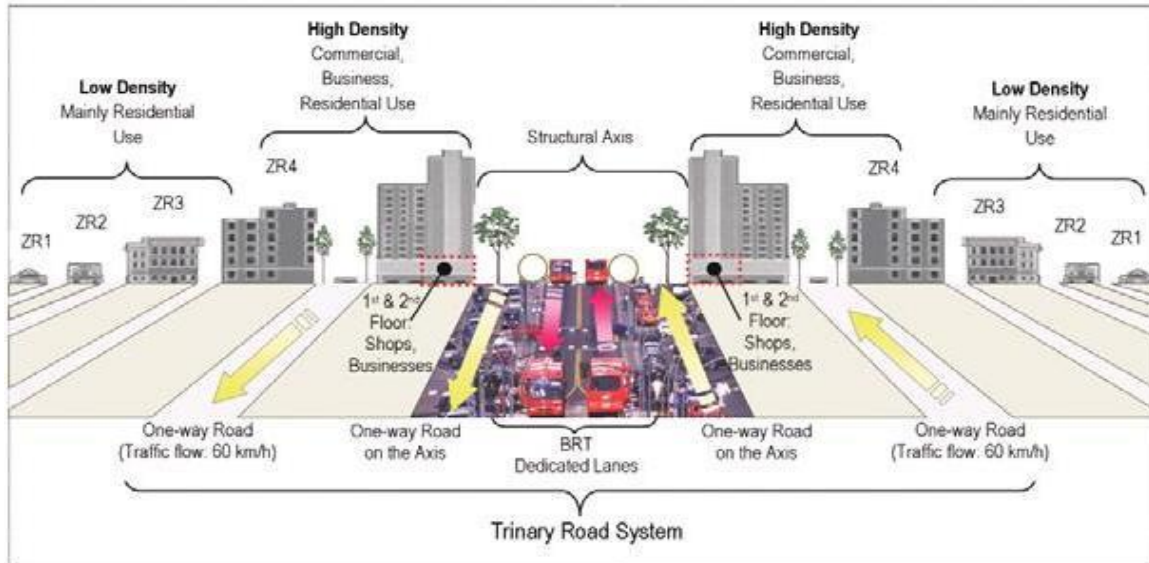 High Density
Commercial,
Business,
Residential Use
High Density
Commercial,
Business,
Residential Use
Low Density
Mainly Residential
Use
Low Density
Mainly Residential
Use
Structural Axis
ZR4
ZR4
ZR3
ZR3
ZR2
ZR2
ZR1
ZR1
1st & 2nd
Floor:
Shops,
Businesses
1st & 2nd
Floor:
Shops,
Businesses
One-way Road
(Traffic flow: 60 km/h)
One-way Road
on the Axis
BRT
Dedicated Lanes
One-way Road
on the Axis
One-way Road
(Traffic flow: 60 km/h)
Trinary Road System